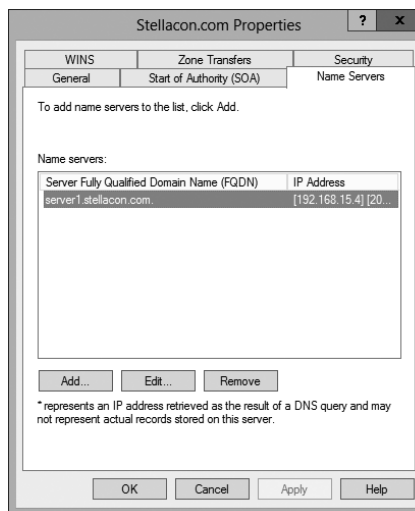 Stellacon.com Properties
? x
WINS Zone Transfers Security
General Start of Authority (SOA) Name Servers
To add name servers to the list, click Add.
Name servers:
Server Fully Qualified Domain Name (FQDN) IP Address
server1.stellacon.com. [192.168.15.4] [20...
Add... Edit... Remove
* represents an IP address retrieved as the result of a DNS query and may
not represent actual records stored on this server.
OK Cancel Apply Help